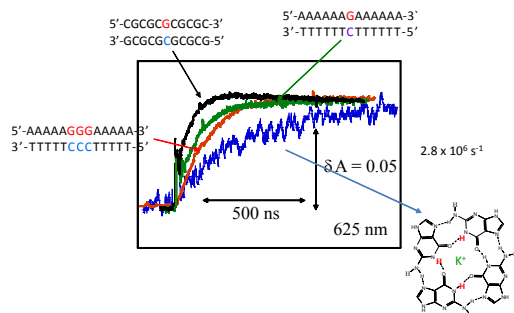 5’-CGCGCGCGCGC-3’
3’-GCGCGCGCGCG-5’
5’-AAAAAAGAAAAAA-3`
3’-TTTTTTCTTTTTT-5’
5’-AAAAAGGGAAAAA-3’
3’-TTTTTCCCTTTTT-5’
δA = 0.05
2.8 x 10⁶ s⁻¹
500 ns
625 nm
K⁺